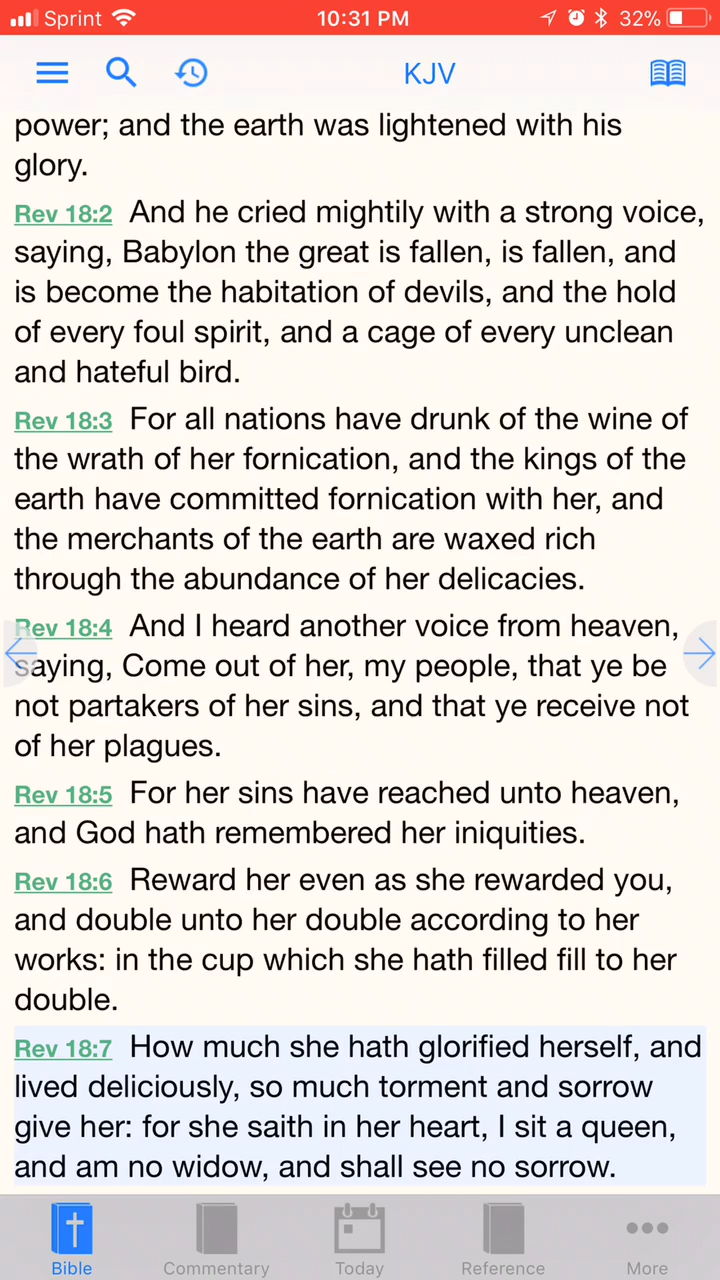 Sprint 10:31 PM 32%
KJV
power; and the earth was lightened with his
glory.
Rev 18:2 And he cried mightily with a strong voice,
saying, Babylon the great is fallen, is fallen, and
is become the habitation of devils, and the hold
of every foul spirit, and a cage of every unclean
and hateful bird.
Rev 18:3 For all nations have drunk of the wine of
the wrath of her fornication, and the kings of the
earth have committed fornication with her, and
the merchants of the earth are waxed rich
through the abundance of her delicacies.
Rev 18:4 And I heard another voice from heaven,
saying, Come out of her, my people, that ye be
not partakers of her sins, and that ye receive not
of her plagues.
Rev 18:5 For her sins have reached unto heaven,
and God hath remembered her iniquities.
Rev 18:6 Reward her even as she rewarded you,
and double unto her double according to her
works: in the cup which she hath filled fill to her
double.
Rev 18:7 How much she hath glorified herself, and
lived deliciously, so much torment and sorrow
give her: for she saith in her heart, I sit a queen,
and am no widow, and shall see no sorrow.
Bible Commentary Today Reference More